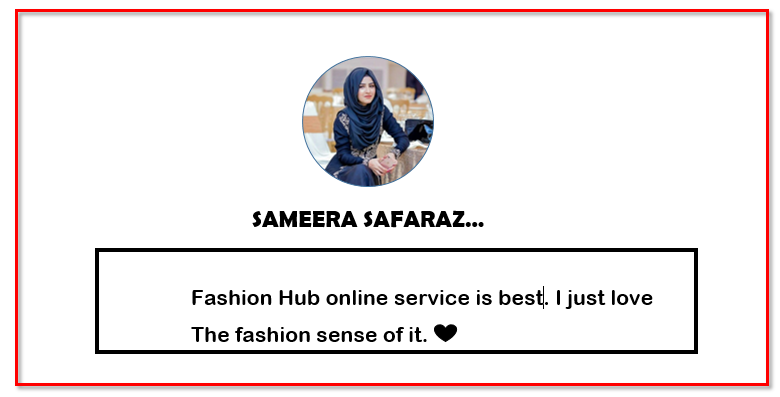 SAMEERA SAFARAZ...
Fashion Hub online service is best. I just love
The fashion sense of it. 🖤